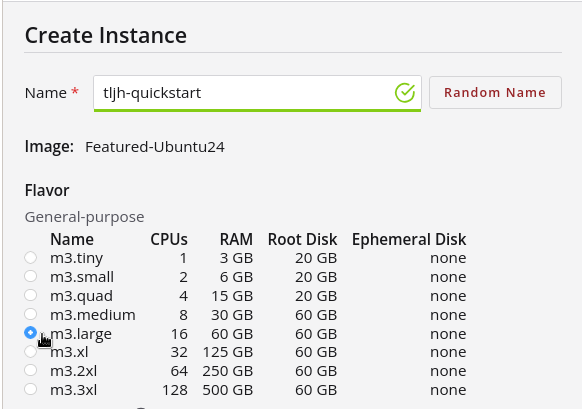 Create Instance
Name * tljh-quickstart Random Name
Image: Featured-Ubuntu24
Flavor
General-purpose
Name CPUs RAM Root Disk Ephemeral Disk
m3.tiny 1 3 GB 20 GB none
m3.small 2 6 GB 20 GB none
m3.quad 4 15 GB 20 GB none
m3.medium 8 30 GB 60 GB none
m3.large 16 60 GB 60 GB none
m3.xl 32 125 GB 60 GB none
m3.2xl 64 250 GB 60 GB none
m3.3xl 128 500 GB 60 GB none